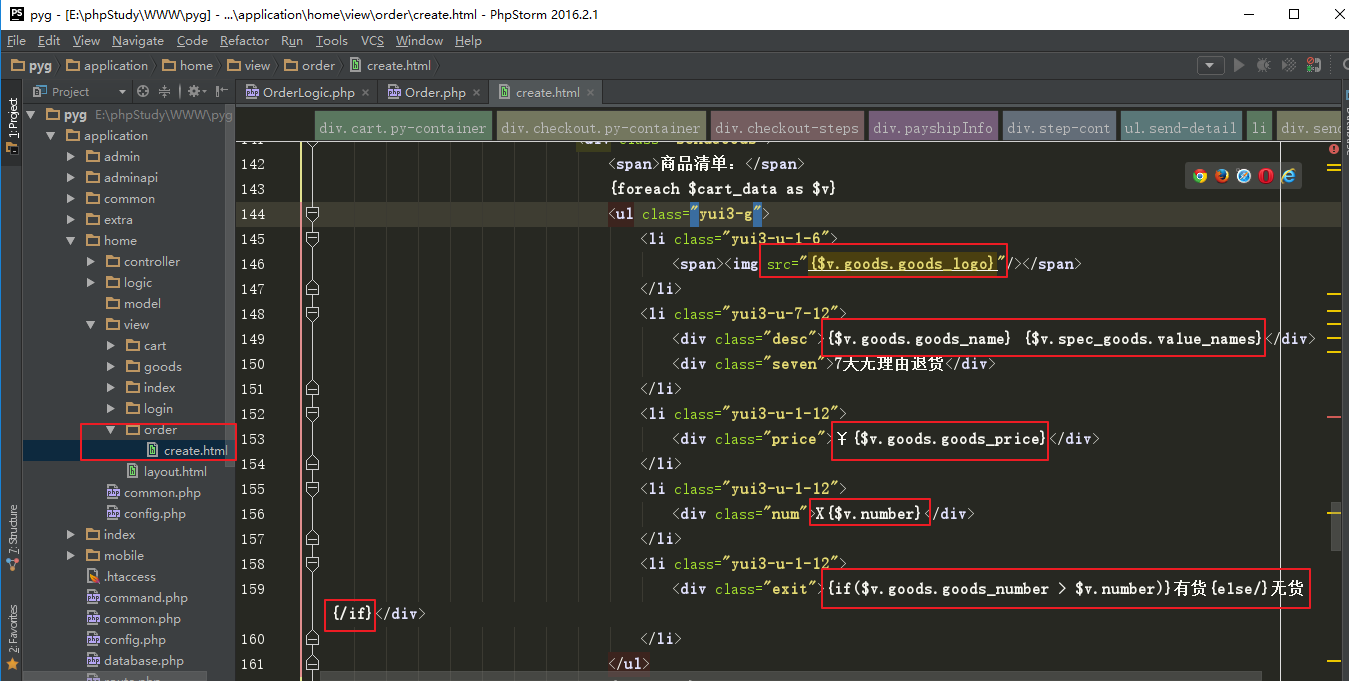 pyg - [E:\phpStudy\WWW\pyg] - ...\application\home\view\order\create.html - PhpStorm 2016.2.1
File Edit View Navigate Code Refactor Run Tools VCS Window Help
pyg application home view order create.html
Project OrderLogic.php Order.php create.html
1: Project
7: Structure
2: Favorites
pyg E:\phpStudy\WWW\pyg
application
admin
adminapi
common
extra
home
controller
logic
model
view
cart
goods
index
login
order
create.html
layout.html
common.php
config.php
index
mobile
.htaccess
command.php
common.php
config.php
database.php
div.cart.py-container div.checkout.py-container div.checkout-steps div.payshipInfo div.step-cont ul.send-detail li div.send
142 <span>商品清单：</span>
143 {foreach $cart_data as $v}
144 <ul class="yui3-g">
145 <li class="yui3-u-1-6">
146 <span><img src="{$v.goods.goods_logo}"/></span>
147 </li>
148 <li class="yui3-u-7-12">
149 <div class="desc">{$v.goods.goods_name} {$v.spec_goods.value_names}</div>
150 <div class="seven">7天无理由退货</div>
151 </li>
152 <li class="yui3-u-1-12">
153 <div class="price">￥{$v.goods.goods_price}</div>
154 </li>
155 <li class="yui3-u-1-12">
156 <div class="num">X{$v.number}</div>
157 </li>
158 <li class="yui3-u-1-12">
159 <div class="exit">{if($v.goods.goods_number > $v.number)}有货{else/}无货
{/if}</div>
160 </li>
161 </ul>